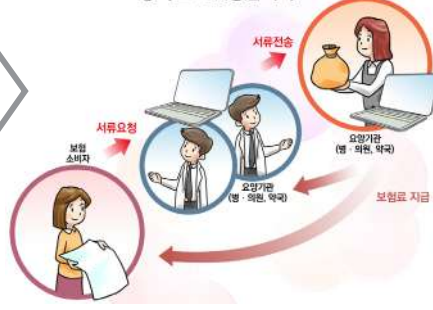 서류전송
요양기관
(병 · 의원, 약국)
서류요청
보험
소비자
요양기관
(병 · 의원, 약국)
보험료 지급